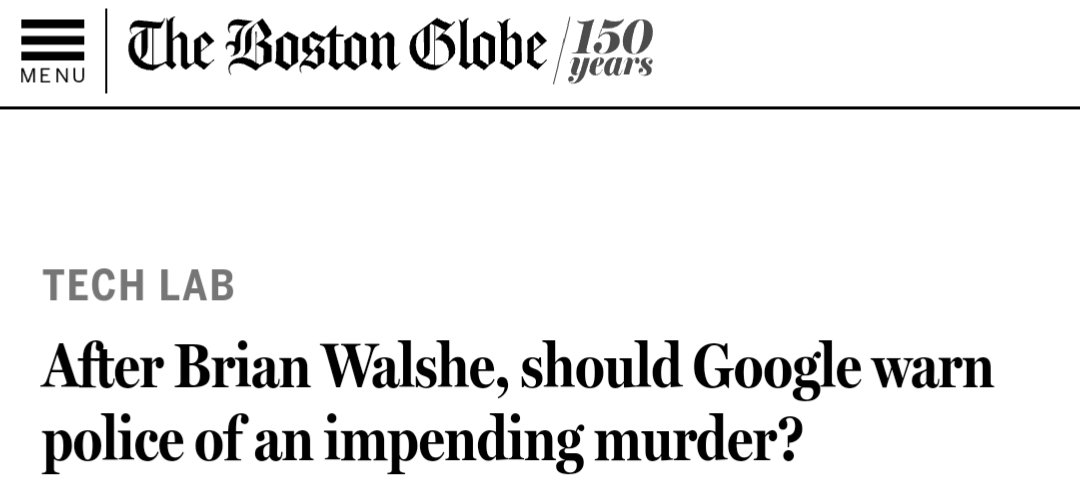 MENU
The Boston Globe
150
years
TECH LAB
After Brian Walshe, should Google warn
police of an impending murder?